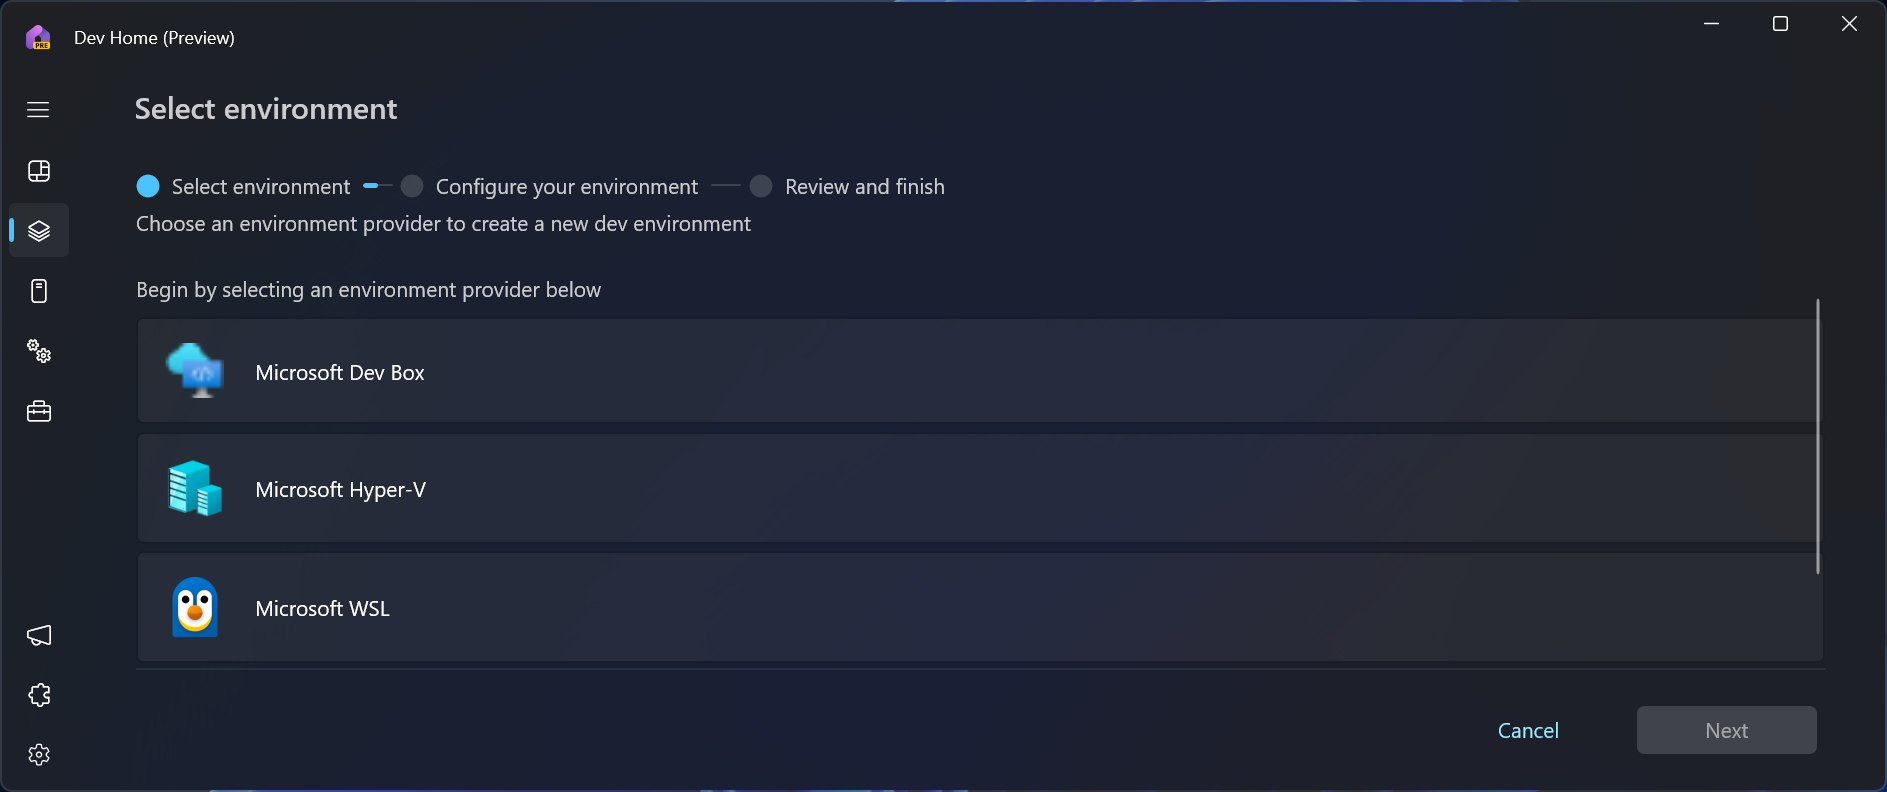 PRE
Dev Home (Preview)
Select environment
Select environment
Configure your environment
Review and finish
Choose an environment provider to create a new dev environment
Begin by selecting an environment provider below
</>
Microsoft Dev Box
Microsoft Hyper-V
Microsoft WSL
Cancel
Next